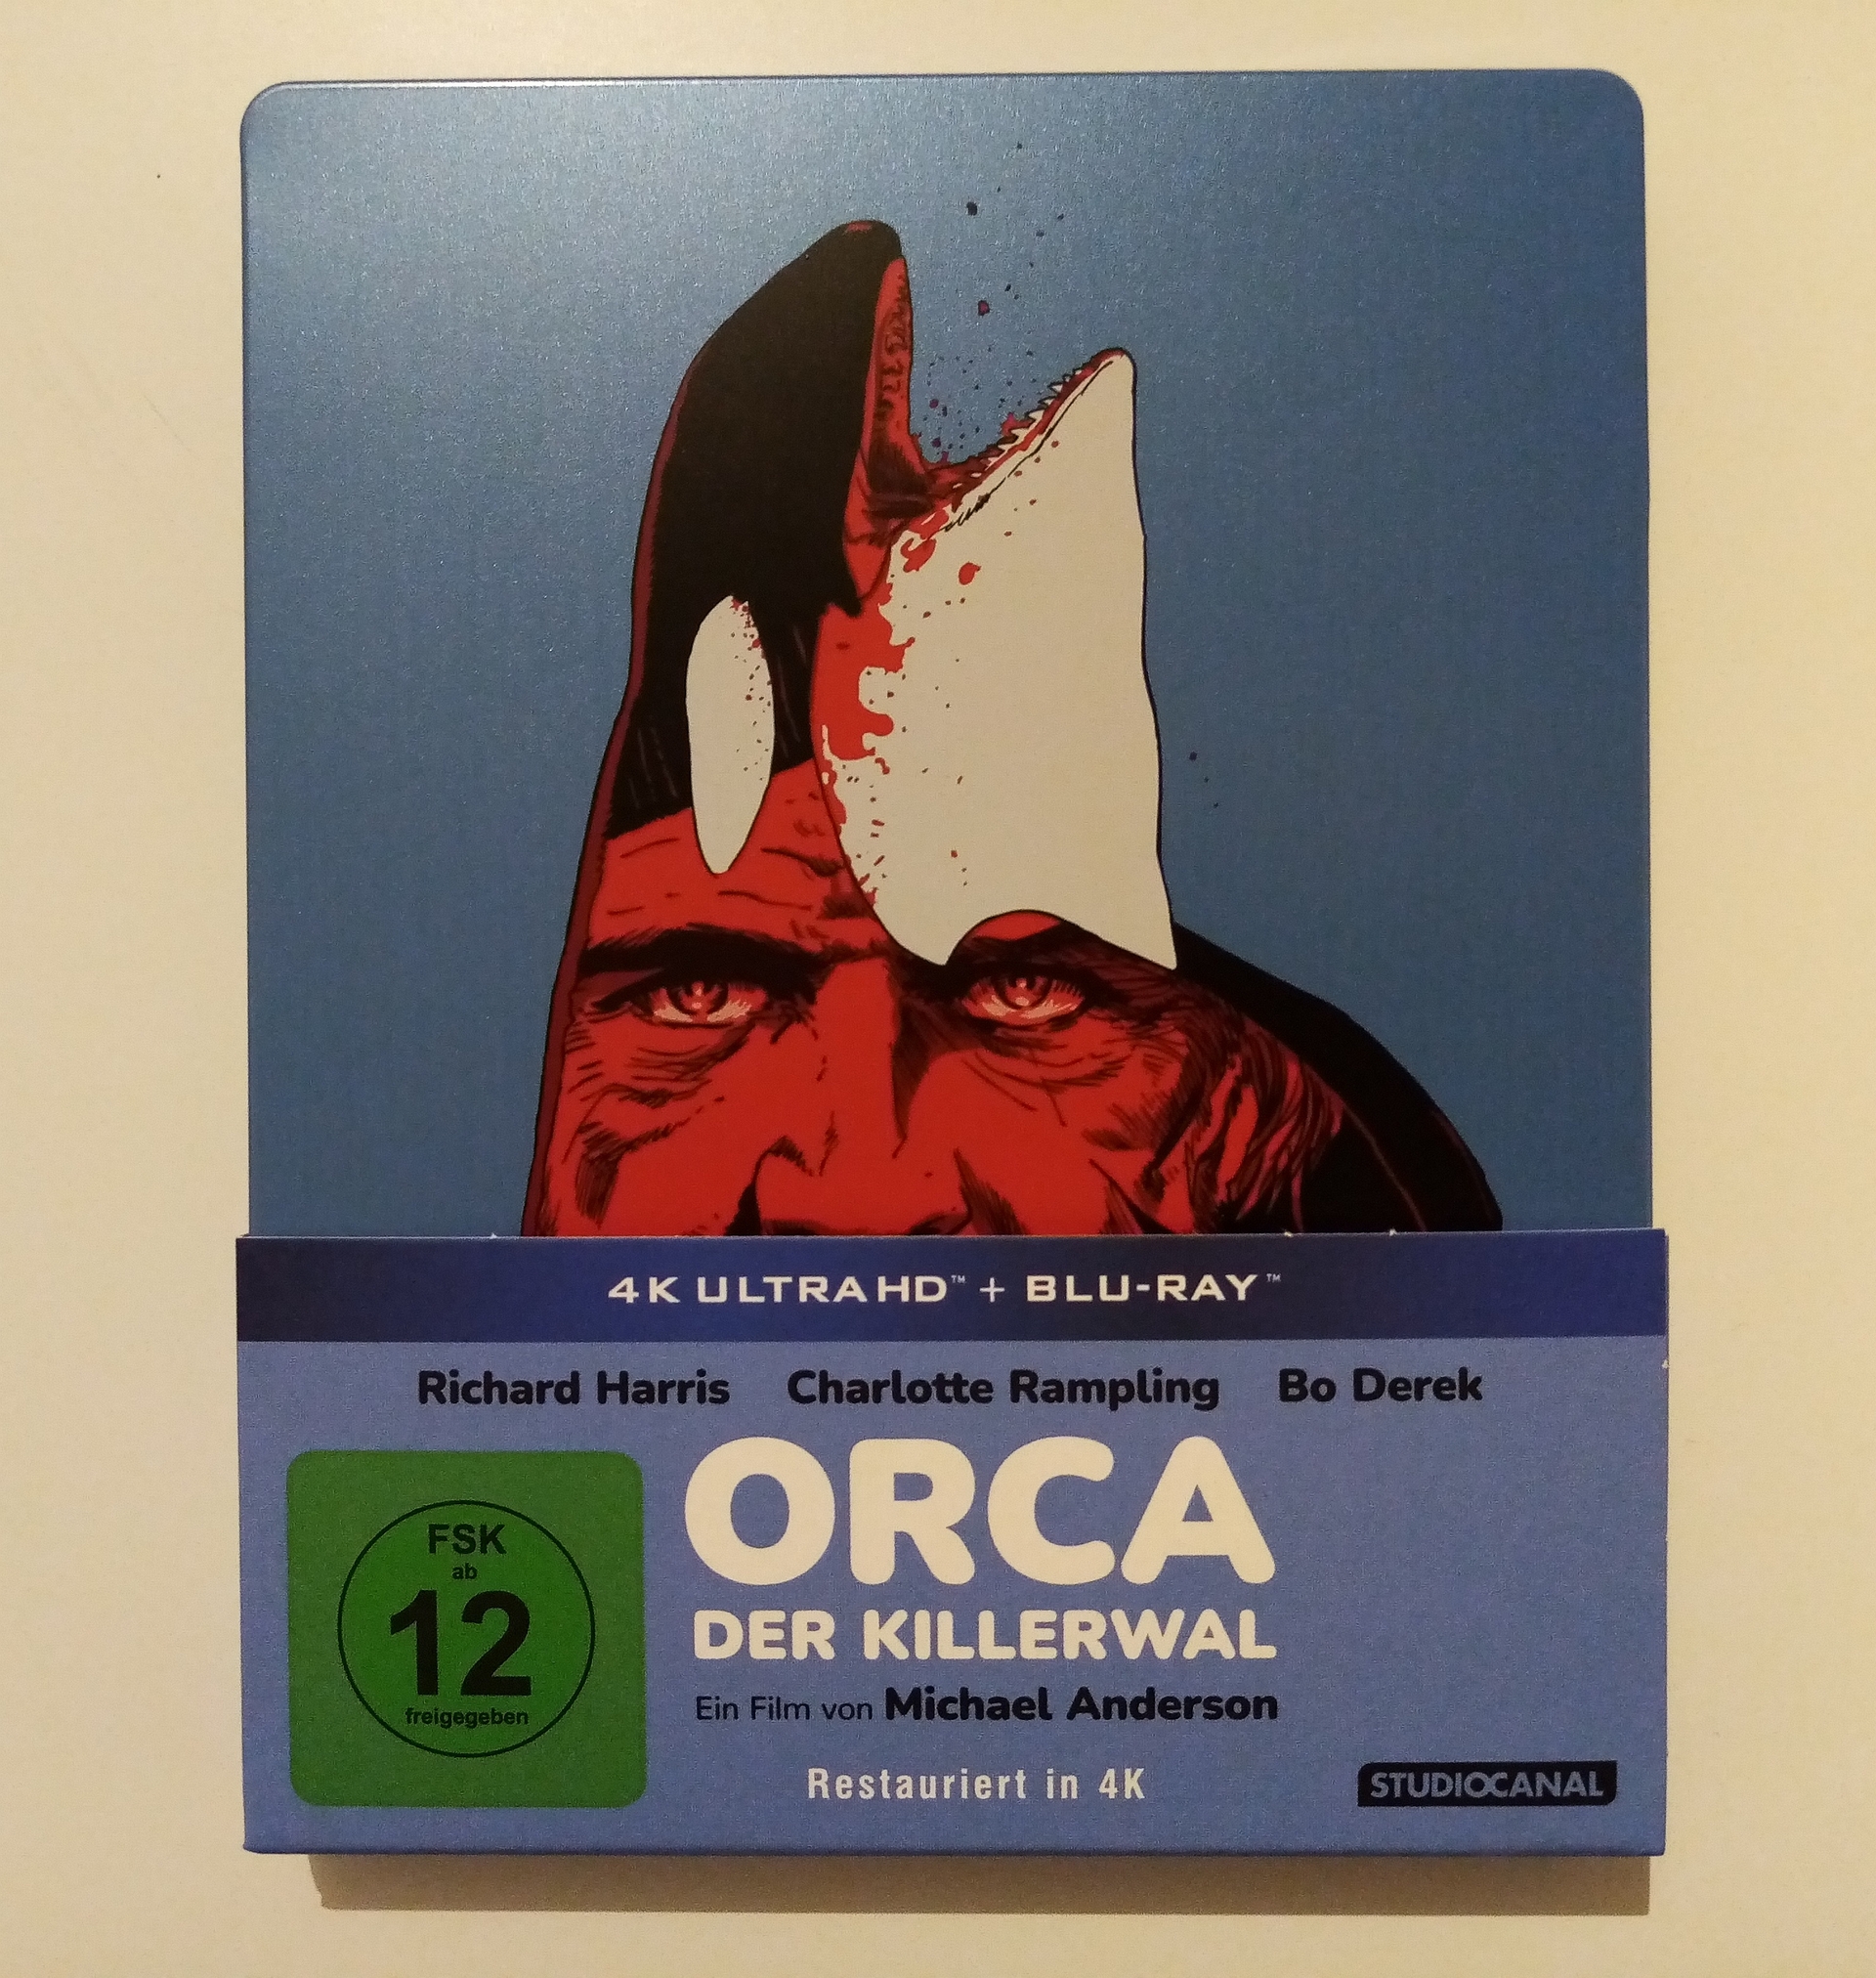 4K ULTRA HD™ + BLU-RAY™
Richard Harris Charlotte Rampling Bo Derek
ORCA
DER KILLERWAL
Ein Film von Michael Anderson
Restauriert in 4K
FSK
ab
12
freigegeben
STUDIOCANAL